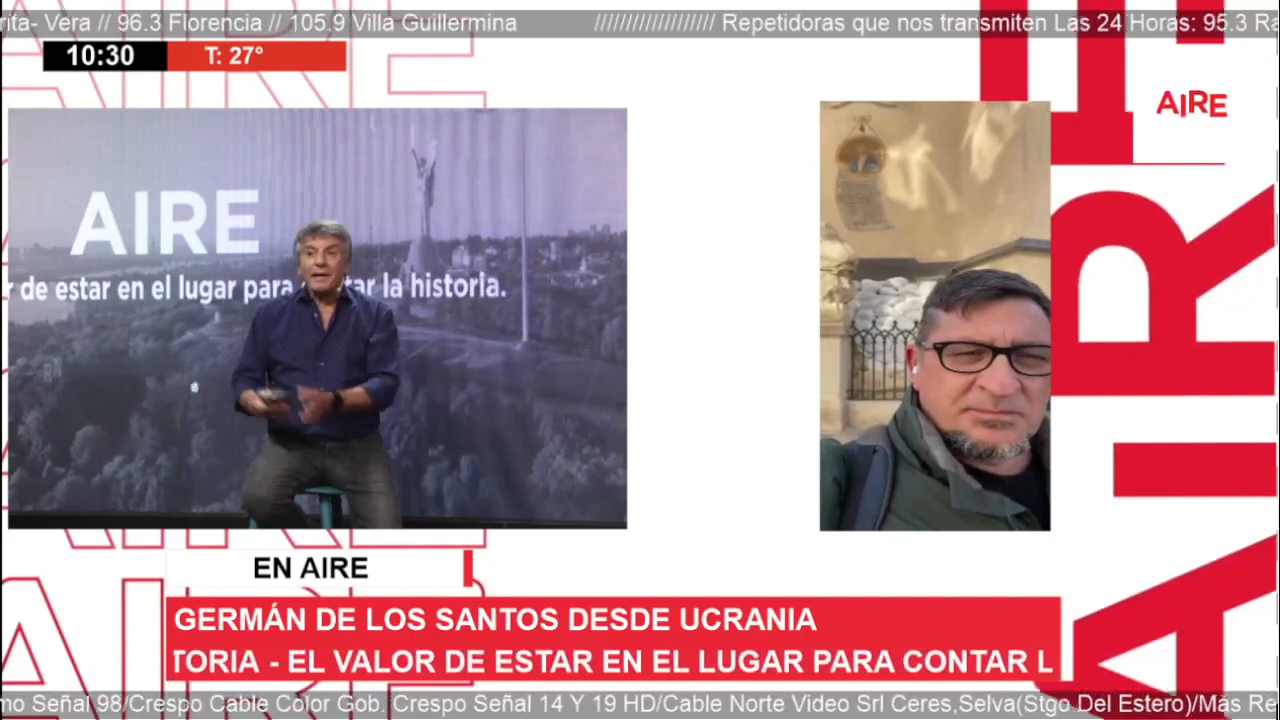 rita- Vera // 96.3 Florencia // 105.9 Villa Guillermina //////////////////// Repetidoras que nos transmiten Las 24 Horas: 95.3 Ra
10:30 T: 27°
AIRE
AIRE
de estar en el lugar para contar la historia.
EN AIRE
GERMÁN DE LOS SANTOS DESDE UCRANIA
TORIA - EL VALOR DE ESTAR EN EL LUGAR PARA CONTAR L
mo Señal 98/Crespo Cable Color Gob. Crespo Señal 14 Y 19 HD/Cable Norte Video Srl Ceres,Selva(Stgo Del Estero)/Más Re
AIRE